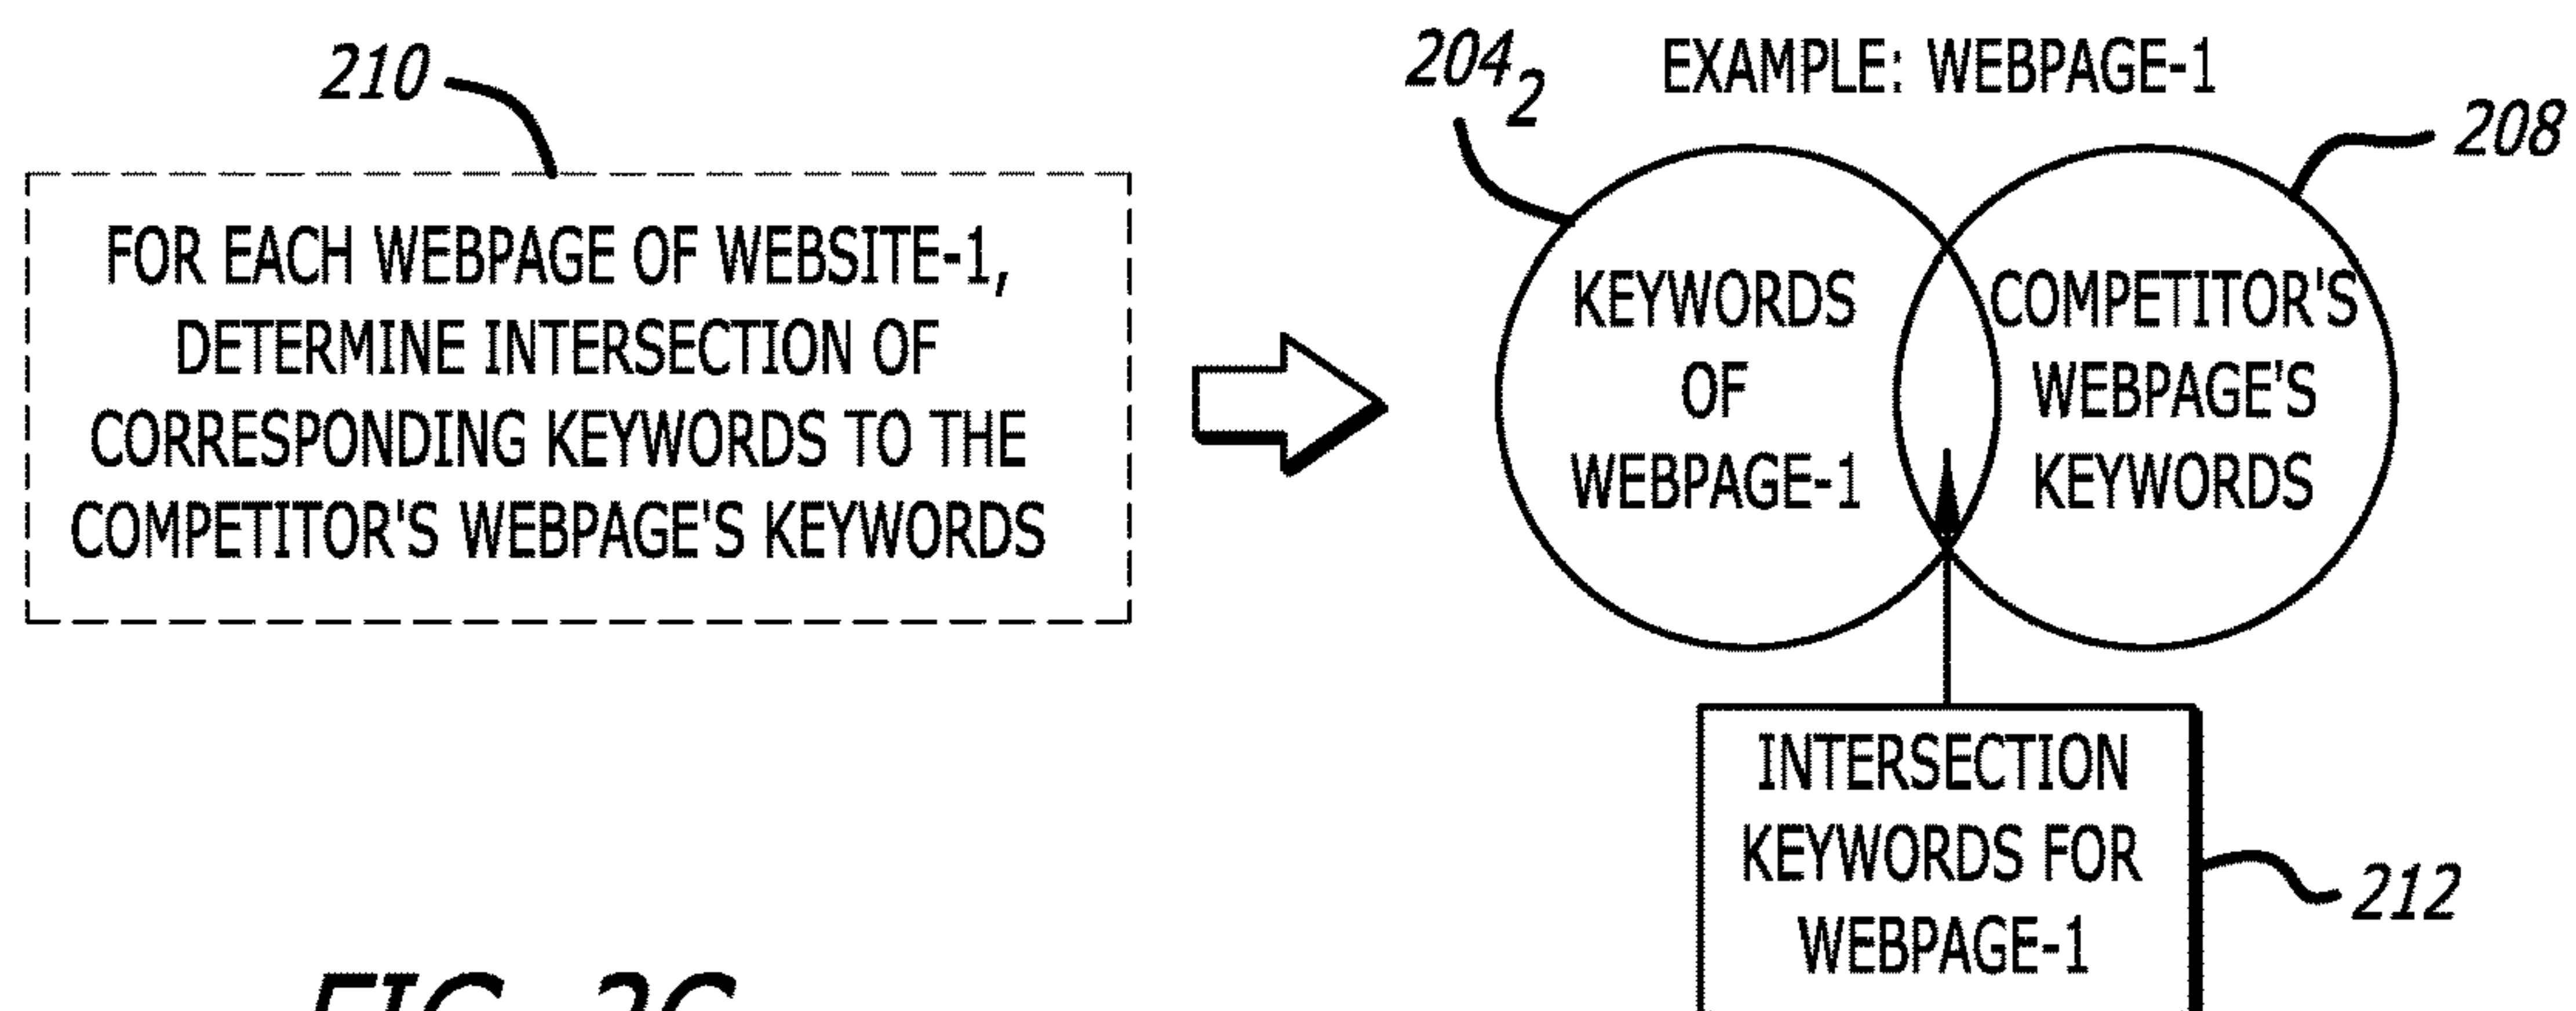 210
FOR EACH WEBPAGE OF WEBSITE-1,
DETERMINE INTERSECTION OF
CORRESPONDING KEYWORDS TO THE
COMPETITOR'S WEBPAGE'S KEYWORDS
EXAMPLE: WEBPAGE-1
204₂
208
KEYWORDS
OF
WEBPAGE-1
COMPETITOR'S
WEBPAGE'S
KEYWORDS
INTERSECTION
KEYWORDS FOR
WEBPAGE-1
212